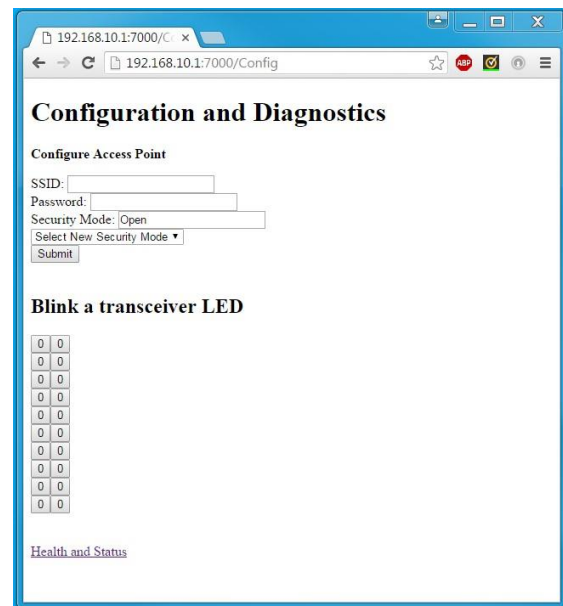 192.168.10.1:7000/C
192.168.10.1:7000/Config
ABP
Configuration and Diagnostics
Configure Access Point
SSID:
Password:
Security Mode: Open
Select New Security Mode
Submit
Blink a transceiver LED
0 0
0 0
0 0
0 0
0 0
0 0
0 0
0 0
0 0
0 0
Health and Status